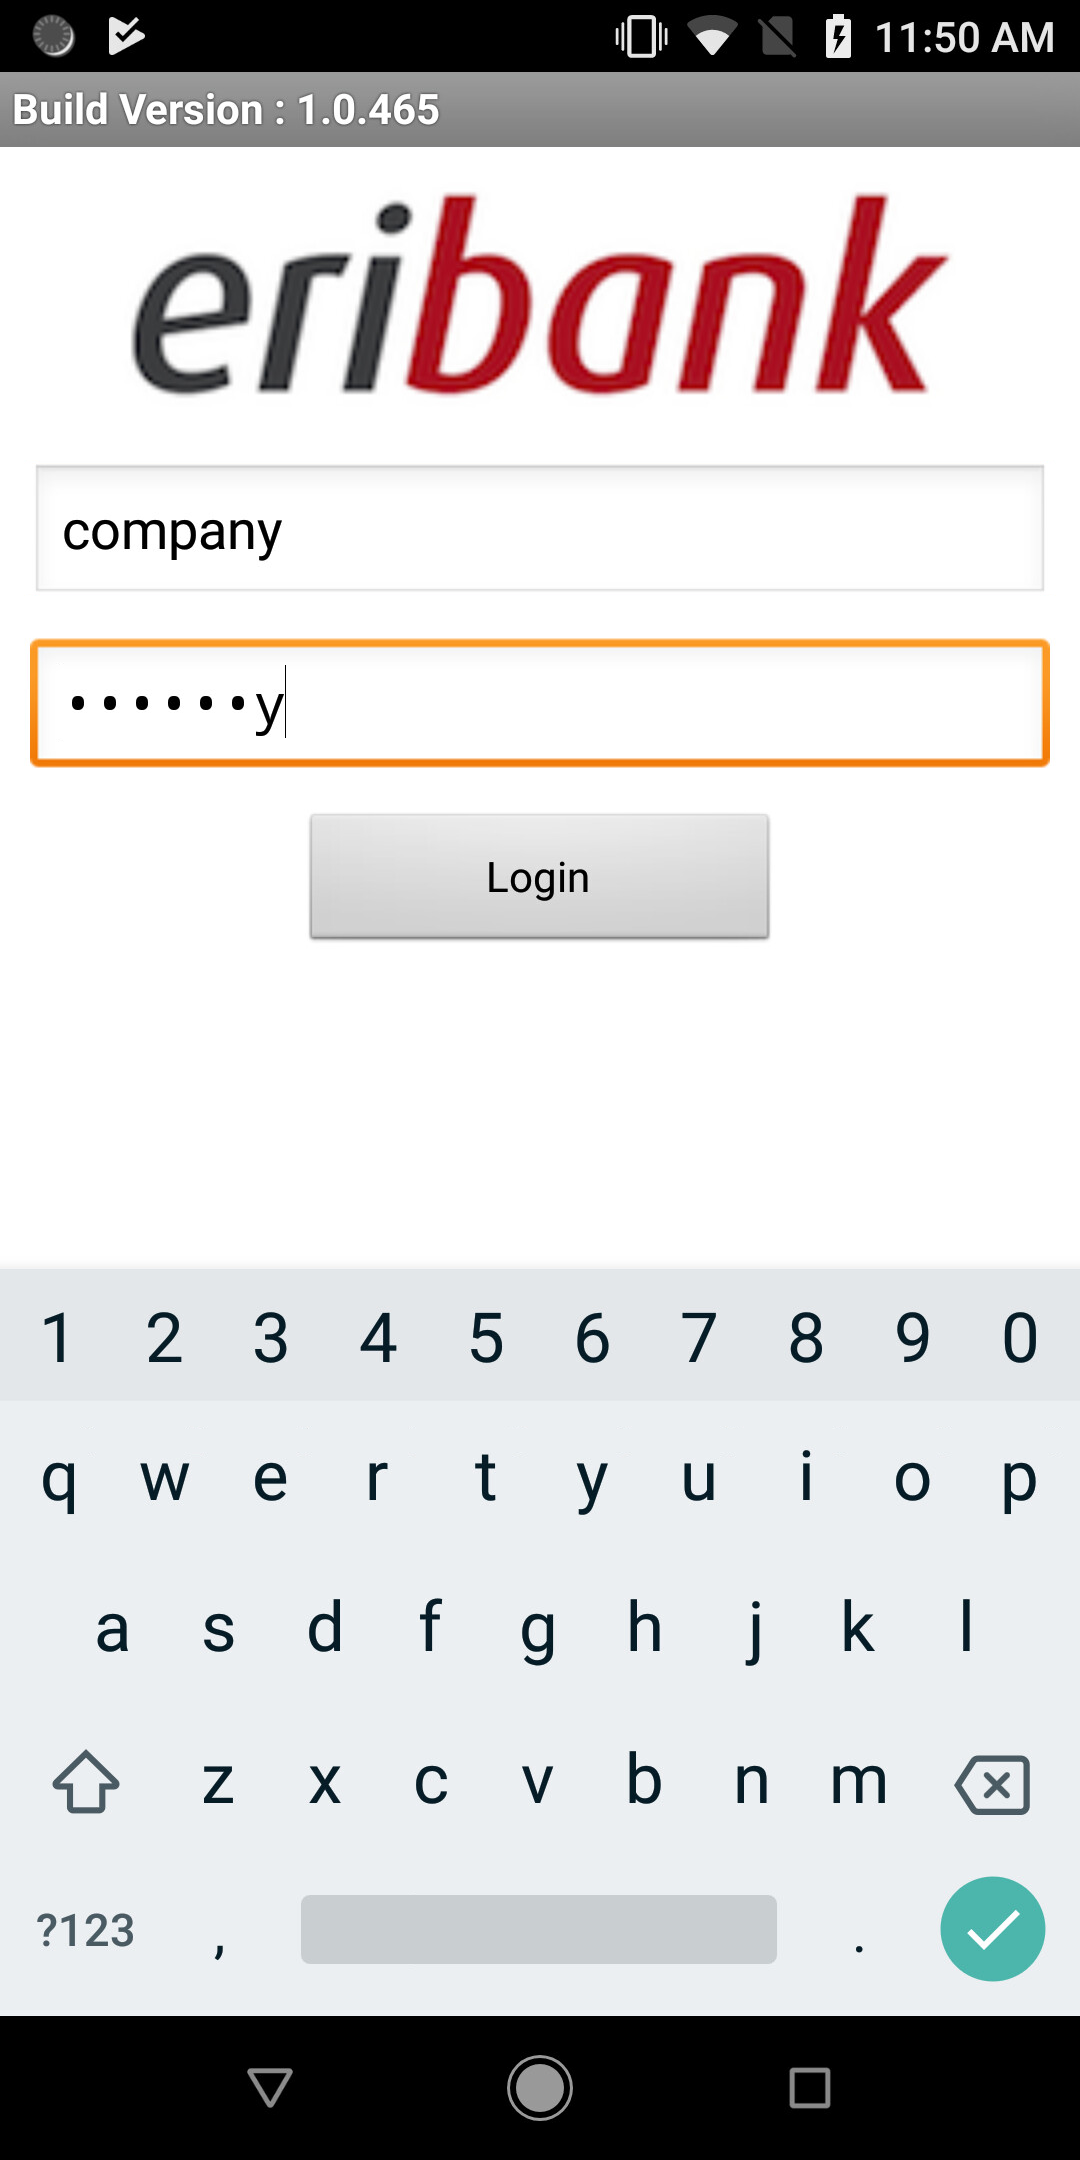 11:50 AM
Build Version : 1.0.465
eribank
company
••••••y
Login
1 2 3 4 5 6 7 8 9 0
q w e r t y u i o p
a s d f g h j k l
z x c v b n m
?123 , .